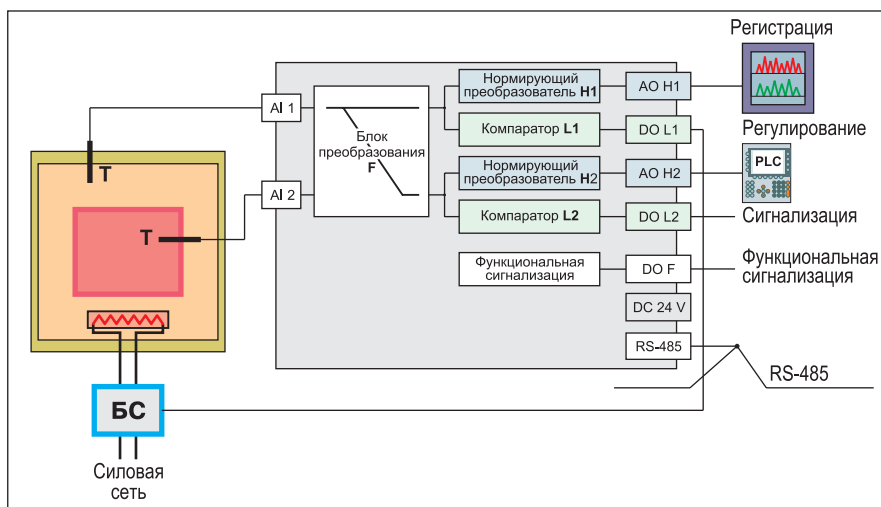 Регистрация
Нормирующий
преобразователь H1
AO H1
AI 1
Компаратор L1
DO L1
Регулирование
Блок
преобразования
F
T
Нормирующий
преобразователь H2
AO H2
PLC
AI 2
Компаратор L2
DO L2
Сигнализация
T
Функциональная
сигнализация
DO F
Функциональная
сигнализация
DC 24 V
RS-485
RS-485
БС
Силовая
сеть